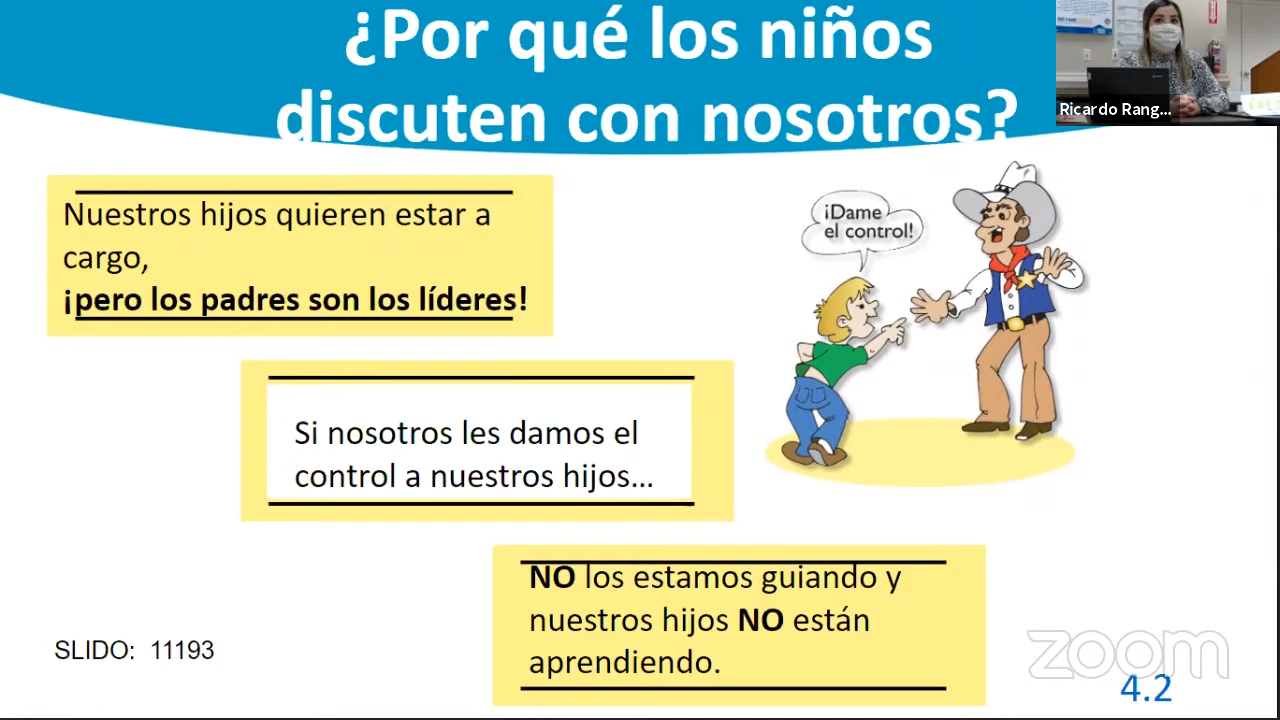 ¿Por qué los niños
discuten con nosotros?
Ricardo Rang...
Nuestros hijos quieren estar a
cargo,
¡pero los padres son los líderes!
¡Dame
el control!
Si nosotros les damos el
control a nuestros hijos...
NO los estamos guiando y
nuestros hijos NO están
aprendiendo.
SLIDO: 11193
zoom
4.2